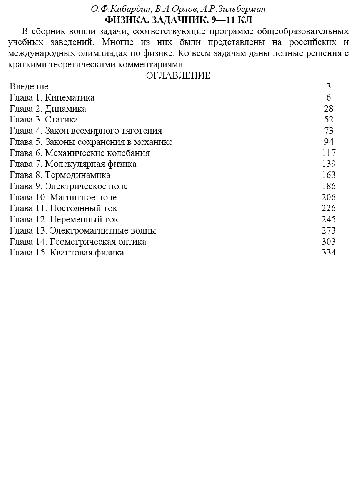 О.Ф.Кабардин, В.А.Орлов, А.Р.Зильберман
ФИЗИКА. ЗАДАЧНИК. 9—11 КЛ
В сборник вошли задачи, соответствующие программе общеобразовательных
учебных заведений. Многие из них были представлены на российских и
международных олимпиадах по физике. Ко всем задачам даны полные решения с
краткими теоретическими комментариями
ОГЛАВЛЕНИЕ
Введение 3
Глава 1. Кинематика 6
Глава 2. Динамика 28
Глава 3. Статика 52
Глава 4. Закон всемирного тяготения 73
Глава 5. Законы сохранения в механике 94
Глава 6. Механические колебания 117
Глава 7. Молекулярная физика 139
Глава 8. Термодинамика 163
Глава 9. Электрическое поле 186
Глава 10. Магнитное поле 206
Глава 11. Постоянный ток 226
Глава 12. Переменный ток 245
Глава 13. Электромагнитные волны 273
Глава 14. Геометрическая оптика 303
Глава 15. Квантовая физика 334